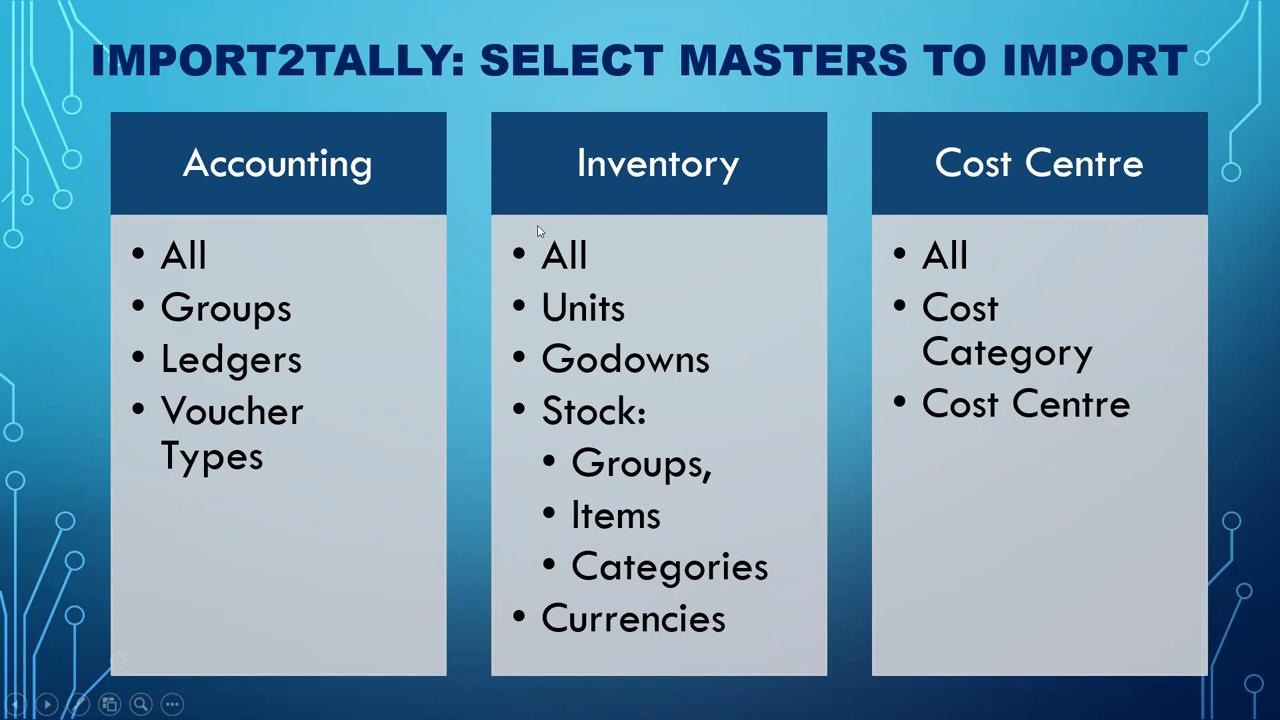 IMPORT2TALLY: SELECT MASTERS TO IMPORT
Accounting
• All
• Groups
• Ledgers
• Voucher
Types
Inventory
• All
• Units
• Godowns
• Stock:
• Groups,
• Items
• Categories
• Currencies
Cost Centre
• All
• Cost
Category
• Cost Centre